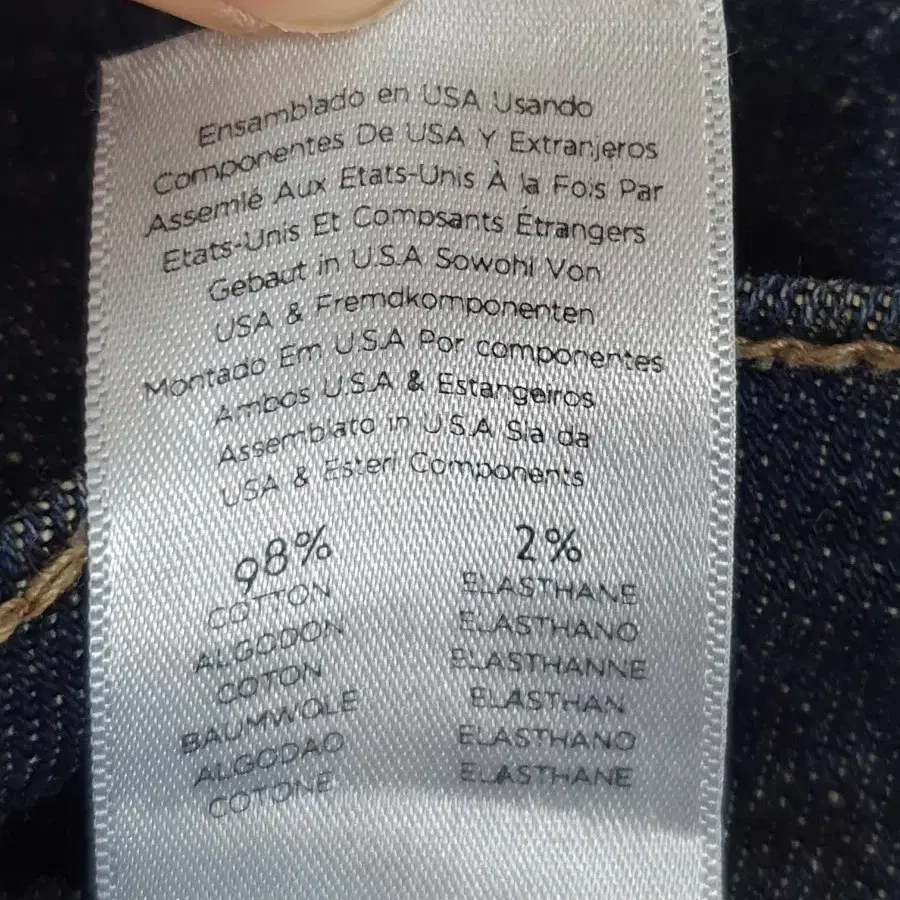 Ensamblado en USA Usando
Componentes De USA Y Extranjeros
Assemlé Aux Etats-Unis À la Fois Par
Etats-Unis Et Compsants Étrangers
Gebaut in U.S.A Sowohl Von
USA & Fremdkomponenten
Montado Em U.S.A Por componentes
Ambos U.S.A & Estangeiros
Assemblato in U.S.A Sia da
USA & Esteri Components
98% 2%
COTTON ELASTHANE
ALGODON ELASTHANO
COTON ELASTHANNE
BAUMWOLE ELASTHAN
ALGODAO ELASTHANO
COTONE ELASTHANE